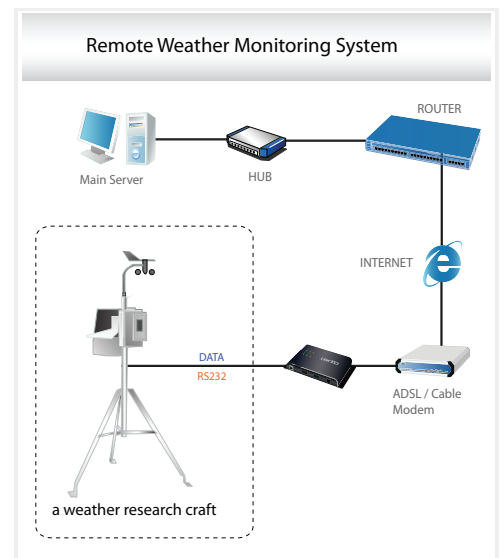 Remote Weather Monitoring System
ROUTER
Main Server
HUB
INTERNET
DATA
RS232
ADSL / Cable
Modem
a weather research craft